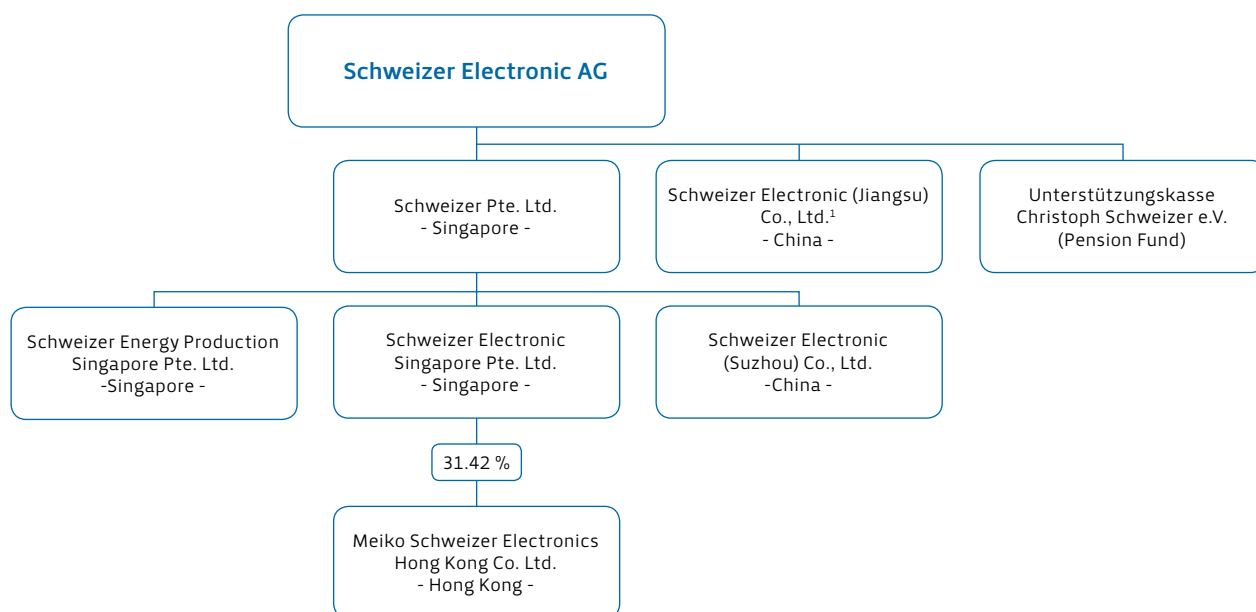 Schweizer Electronic AG
Schweizer Pte. Ltd.
- Singapore -
Schweizer Electronic (Jiangsu)
Co., Ltd.¹
- China -
Unterstützungskasse
Christoph Schweizer e.V.
(Pension Fund)
Schweizer Energy Production
Singapore Pte. Ltd.
-Singapore -
Schweizer Electronic
Singapore Pte. Ltd.
- Singapore -
Schweizer Electronic
(Suzhou) Co., Ltd.
-China -
31.42 %
Meiko Schweizer Electronics
Hong Kong Co. Ltd.
- Hong Kong -